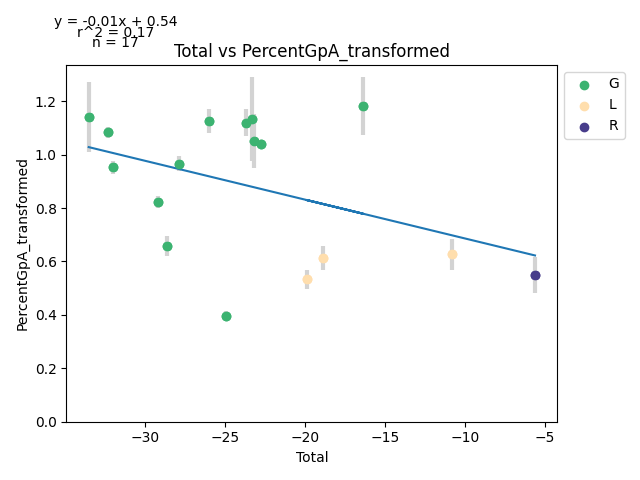 y = -0.01x + 0.54
r^2 = 0.17
n = 17
Total vs PercentGpA_transformed
G
L
R
PercentGpA_transformed
1.2
1.0
0.8
0.6
0.4
0.2
0.0
−30
−25
−20
−15
−10
−5
Total